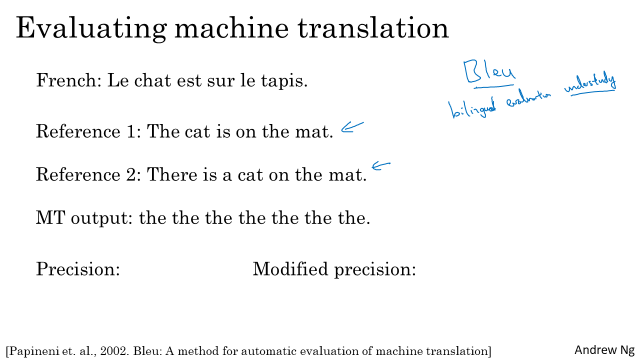 Evaluating machine translation
Bleu
bilingual evaluation understudy
French: Le chat est sur le tapis.
Reference 1: The cat is on the mat.
Reference 2: There is a cat on the mat.
MT output: the the the the the the the.
Precision: Modified precision:
[Papineni et. al., 2002. Bleu: A method for automatic evaluation of machine translation]
Andrew Ng